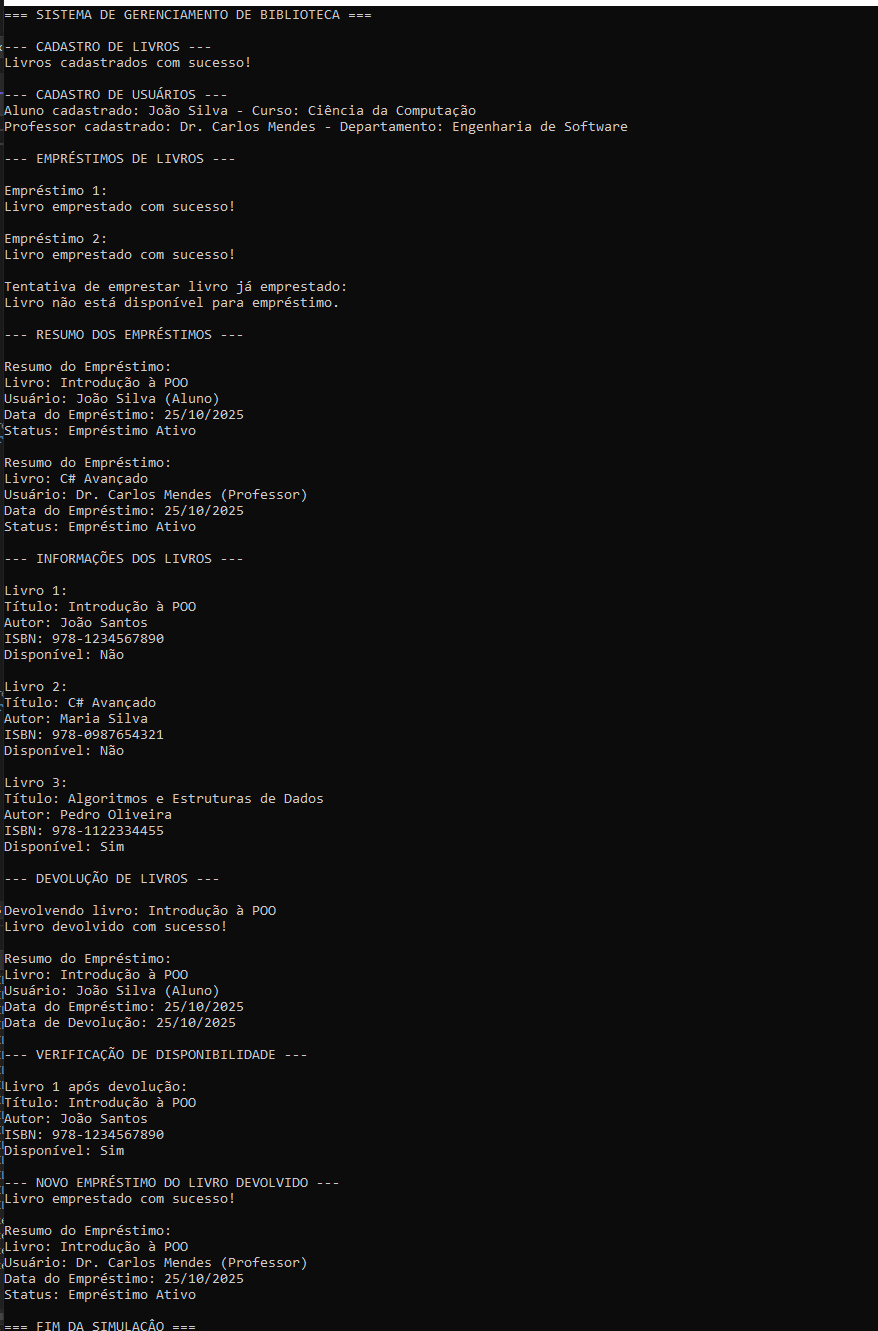 === SISTEMA DE GERENCIAMENTO DE BIBLIOTECA ===
--- CADASTRO DE LIVROS ---
Livros cadastrados com sucesso!
--- CADASTRO DE USUÁRIOS ---
Aluno cadastrado: João Silva - Curso: Ciência da Computação
Professor cadastrado: Dr. Carlos Mendes - Departamento: Engenharia de Software
--- EMPRÉSTIMOS DE LIVROS ---
Empréstimo 1:
Livro emprestado com sucesso!
Empréstimo 2:
Livro emprestado com sucesso!
Tentativa de emprestar livro já emprestado:
Livro não está disponível para empréstimo.
--- RESUMO DOS EMPRÉSTIMOS ---
Resumo do Empréstimo:
Livro: Introdução à POO
Usuário: João Silva (Aluno)
Data do Empréstimo: 25/10/2025
Status: Empréstimo Ativo
Resumo do Empréstimo:
Livro: C# Avançado
Usuário: Dr. Carlos Mendes (Professor)
Data do Empréstimo: 25/10/2025
Status: Empréstimo Ativo
--- INFORMAÇÕES DOS LIVROS ---
Livro 1:
Título: Introdução à POO
Autor: João Santos
ISBN: 978-1234567890
Disponível: Não
Livro 2:
Título: C# Avançado
Autor: Maria Silva
ISBN: 978-0987654321
Disponível: Não
Livro 3:
Título: Algoritmos e Estruturas de Dados
Autor: Pedro Oliveira
ISBN: 978-1122334455
Disponível: Sim
--- DEVOLUÇÃO DE LIVROS ---
Devolvendo livro: Introdução à POO
Livro devolvido com sucesso!
Resumo do Empréstimo:
Livro: Introdução à POO
Usuário: João Silva (Aluno)
Data do Empréstimo: 25/10/2025
Data de Devolução: 25/10/2025
--- VERIFICAÇÃO DE DISPONIBILIDADE ---
Livro 1 após devolução:
Título: Introdução à POO
Autor: João Santos
ISBN: 978-1234567890
Disponível: Sim
--- NOVO EMPRÉSTIMO DO LIVRO DEVOLVIDO ---
Livro emprestado com sucesso!
Resumo do Empréstimo:
Livro: Introdução à POO
Usuário: Dr. Carlos Mendes (Professor)
Data do Empréstimo: 25/10/2025
Status: Empréstimo Ativo
=== FIM DA SIMULAÇÃO ===